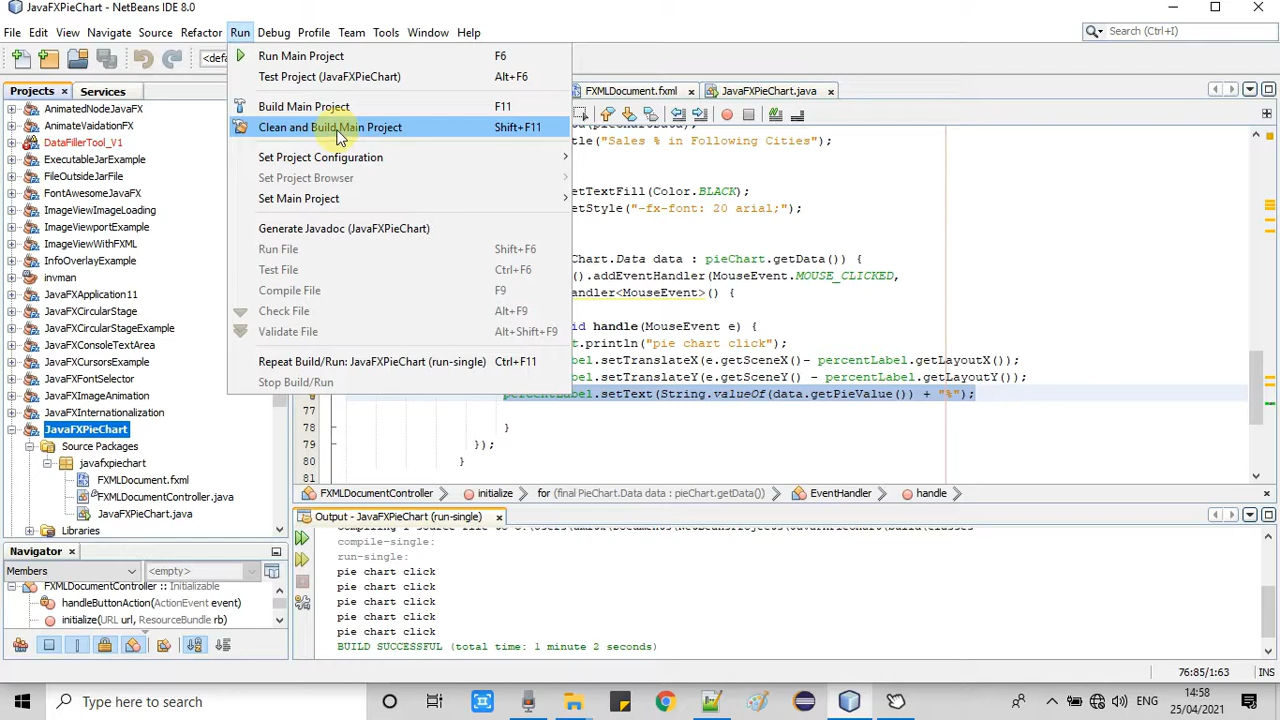 JavaFXPieChart - NetBeans IDE 8.0
File Edit View Navigate Source Refactor Run Debug Profile Team Tools Window Help
Search (Ctrl+I)
<defa
Projects Services
FXMLDocument.fxml JavaFXPieChart.java
AnimatedNodeJavaFX
AnimateVaidationFX
DataFillerTool_V1
ExecutableJarExample
FileOutsideJar
FontAwesomeJavaFX
ImageViewImageLoading
ImageViewportExample
ImageViewWithFXML
InfoOverlayExample
invman
JavaFXApplication11
JavaFXCircularStage
JavaFXCircularStageExample
JavaFXConsoleTextArea
JavaFXCursorsExample
JavaFXFontSelector
JavaFXImageAnimation
JavaFXInternationalization
JavaFXPieChart
Source Packages
javafxpiechart
FXMLDocument.fxml
FXMLDocumentController.java
JavaFXPieChart.java
Libraries
Run Main Project F6
Test Project (JavaFXPieChart) Alt+F6
Build Main Project F11
Clean and Build Main Project Shift+F11
Set Project Configuration
Set Project Browser
Set Main Project
Generate Javadoc (JavaFXPieChart)
Run File Shift+F6
Test File Ctrl+F6
Compile File F9
Check File Alt+F9
Validate File Alt+Shift+F9
Repeat Build/Run: JavaFXPieChart (run-single) Ctrl+F11
Stop Build/Run
tle("Sales % in Following Cities");
etTextFill(Color.BLACK);
etStyle("-fx-font: 20 arial;");
Chart.Data data : pieChart.getData()) {
().addEventHandler(MouseEvent.MOUSE_CLICKED,
andler<MouseEvent>() {
id handle(MouseEvent e) {
t.println("pie chart click");
abel.setTranslateX(e.getSceneX()- percentLabel.getLayoutX());
abel.setTranslateY(e.getSceneY() - percentLabel.getLayoutY());
percentLabel.setText(String.valueOf(data.getPieValue()) + "%");
77
78 }
79 });
80 }
81
FXMLDocumentController initialize for (final PieChart.Data data : pieChart.getData()) EventHandler handle
Output - JavaFXPieChart (run-single)
compile-single:
run-single:
pie chart click
pie chart click
pie chart click
pie chart click
pie chart click
BUILD SUCCESSFUL (total time: 1 minute 2 seconds)
Navigator
Members <empty>
FXMLDocumentController :: Initializable
handleButtonAction(ActionEvent event)
initialize(URL url, ResourceBundle rb)
76:85/1:63 INS
Type here to search
ENG
14:58
25/04/2021